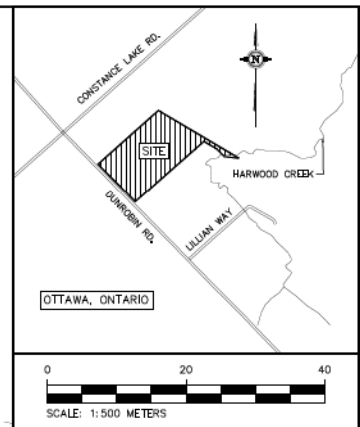 CONSTANCE LAKE RD.
N
SITE
HARWOOD CREEK
DUNROBIN RD.
LILLIAN WAY
OTTAWA, ONTARIO
0 20 40
SCALE: 1:500 METERS